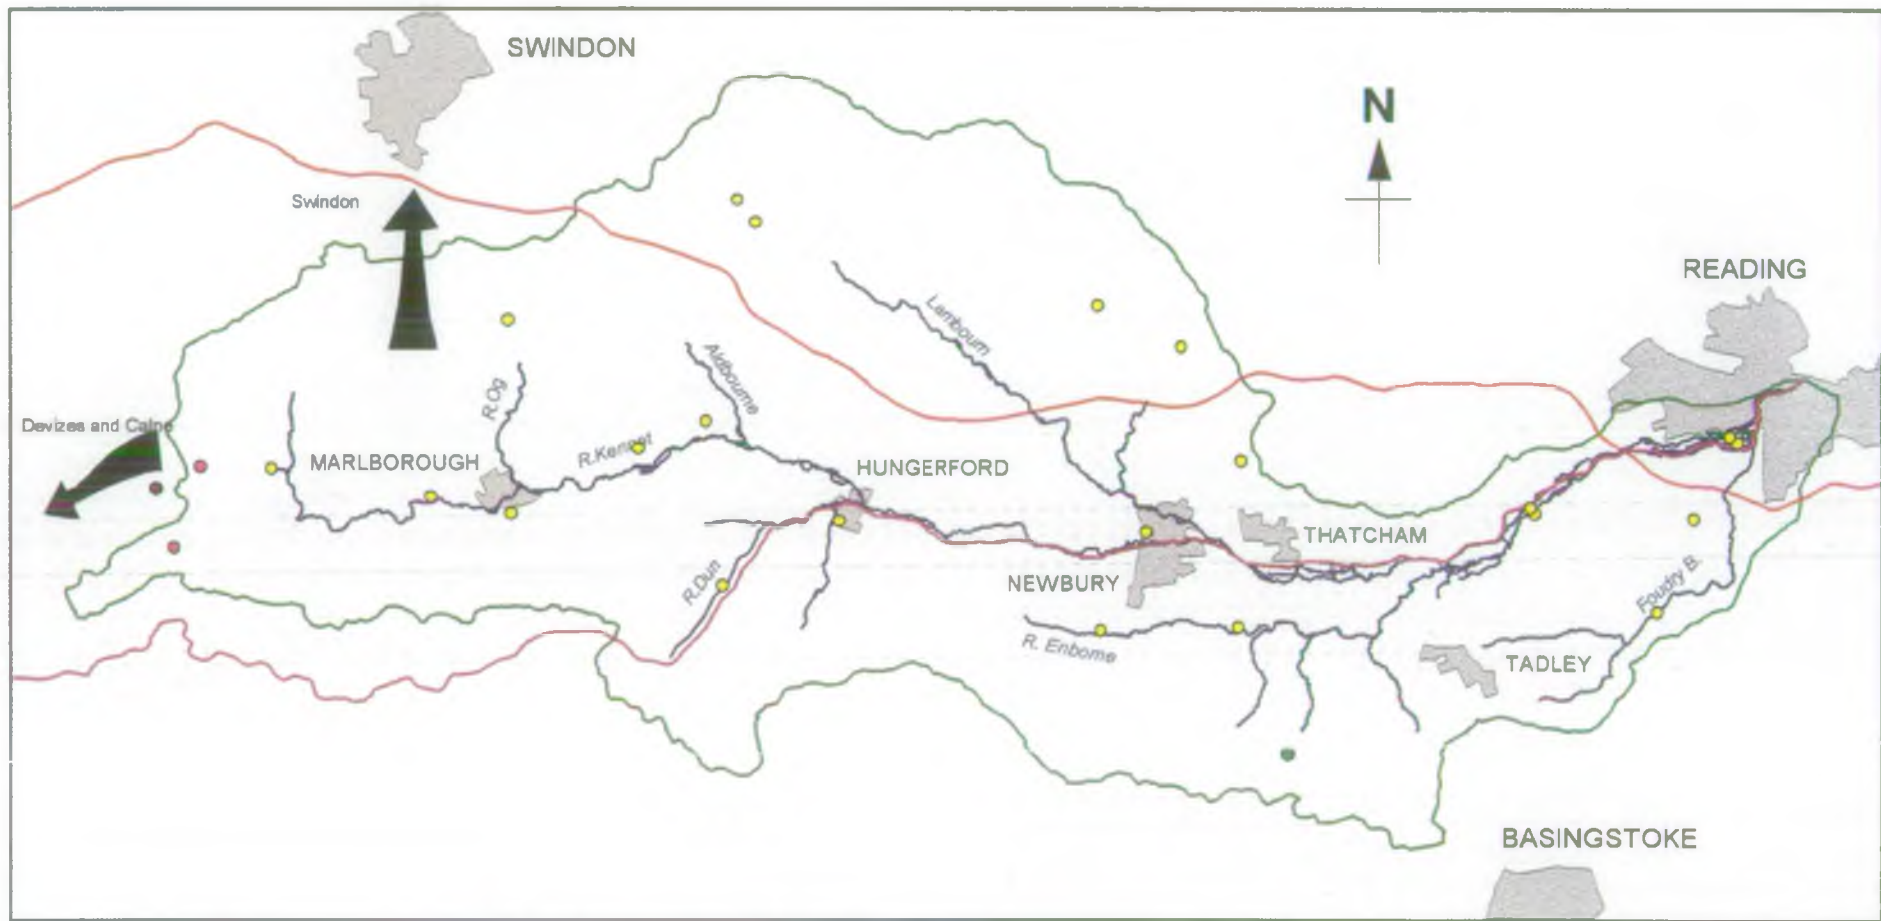 SWINDON
N
Swindon
READING
Lambourn
Aldbourne
R.Og
Devizes and Calne
MARLBOROUGH
R.Kennet
HUNGERFORD
THATCHAM
R.Dun
NEWBURY
Foudry B.
R. Enborne
TADLEY
BASINGSTOKE